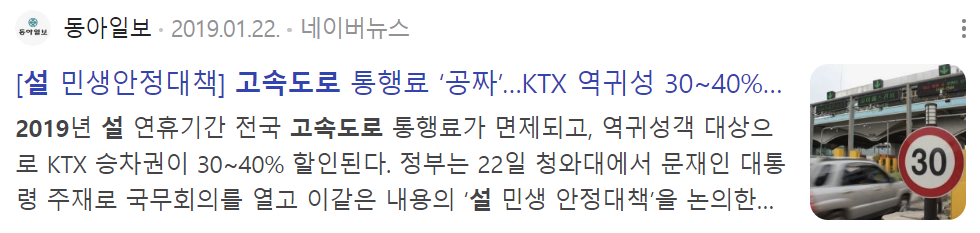 동아일보
동아일보 · 2019.01.22. · 네이버뉴스
[설 민생안정대책] 고속도로 통행료 ‘공짜’...KTX 역귀성 30~40%...
2019년 설 연휴기간 전국 고속도로 통행료가 면제되고, 역귀성객 대상으
로 KTX 승차권이 30~40% 할인된다. 정부는 22일 청와대에서 문재인 대통
령 주재로 국무회의를 열고 이같은 내용의 ‘설 민생 안정대책’을 논의한...
30